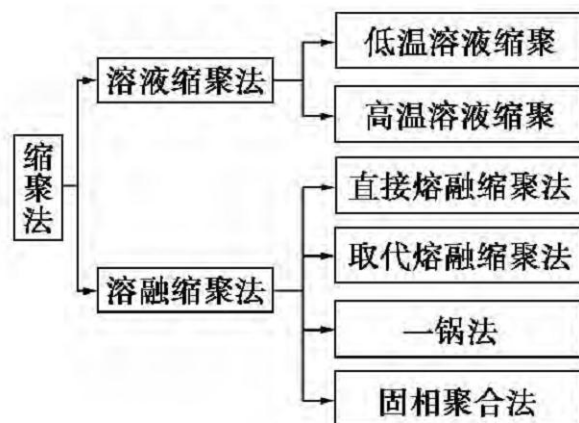 缩聚法
溶液缩聚法
低温溶液缩聚
高温溶液缩聚
溶融缩聚法
直接熔融缩聚法
取代熔融缩聚法
一锅法
固相聚合法